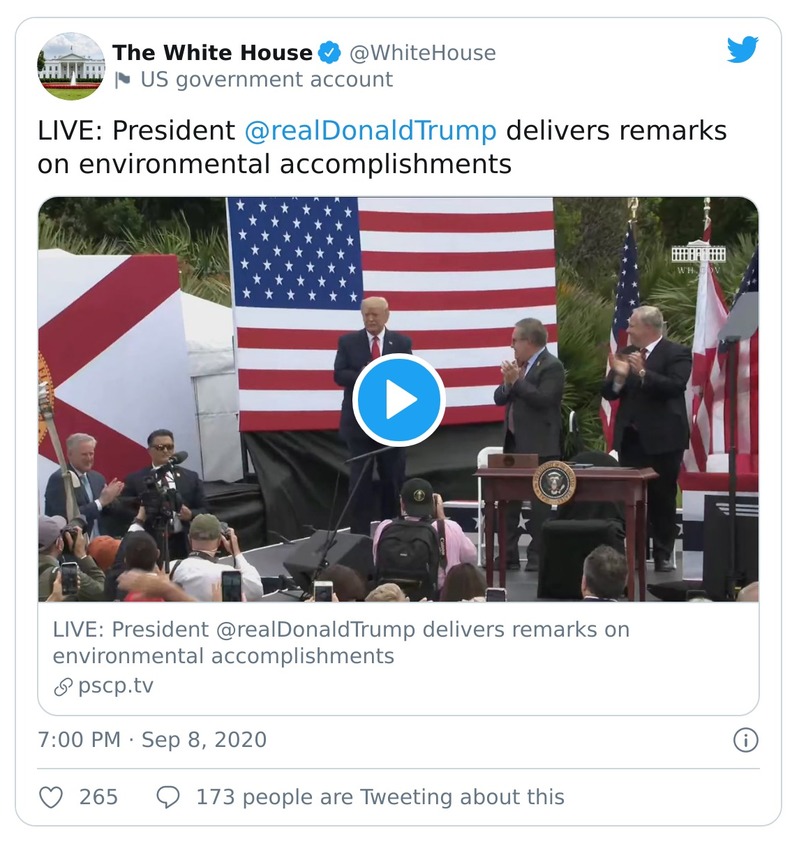 The White House @WhiteHouse
US government account
LIVE: President @realDonaldTrump delivers remarks
on environmental accomplishments
WH.GOV
LIVE: President @realDonaldTrump delivers remarks on
environmental accomplishments
pscp.tv
7:00 PM · Sep 8, 2020
265 173 people are Tweeting about this